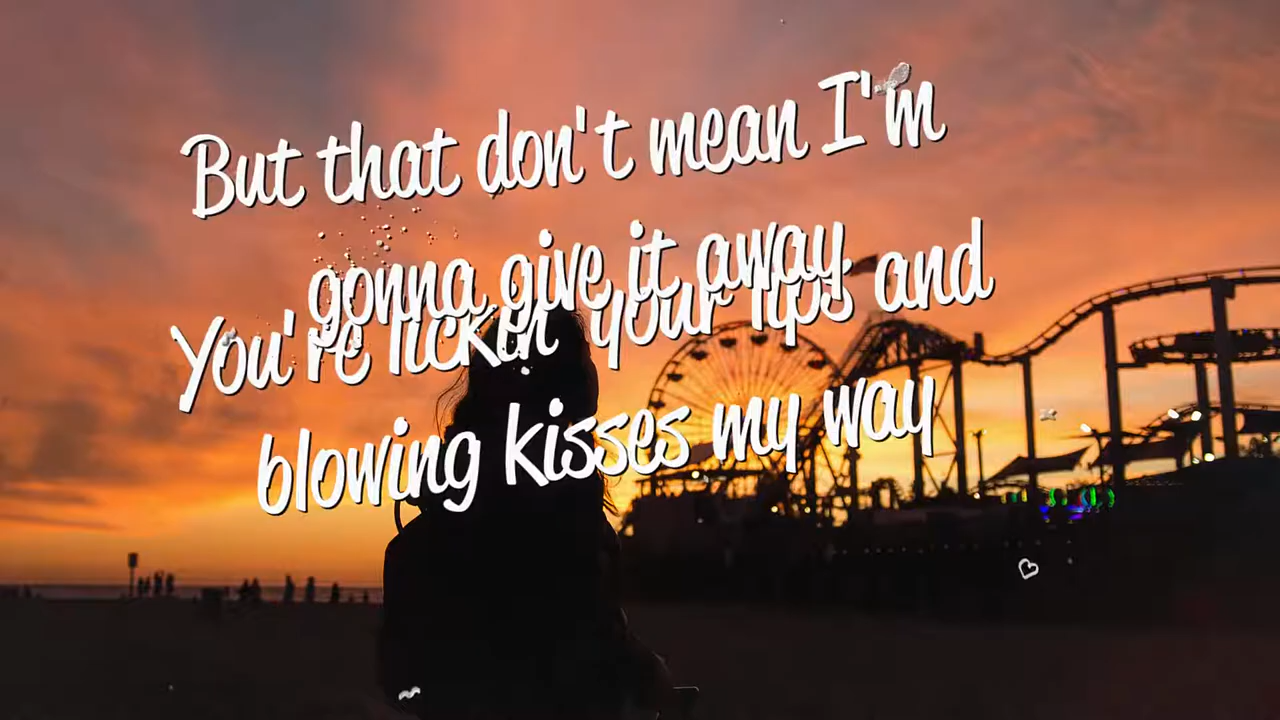 But that don't mean I'm
gonna give it away
You're lickin' your lips and
blowing kisses my way